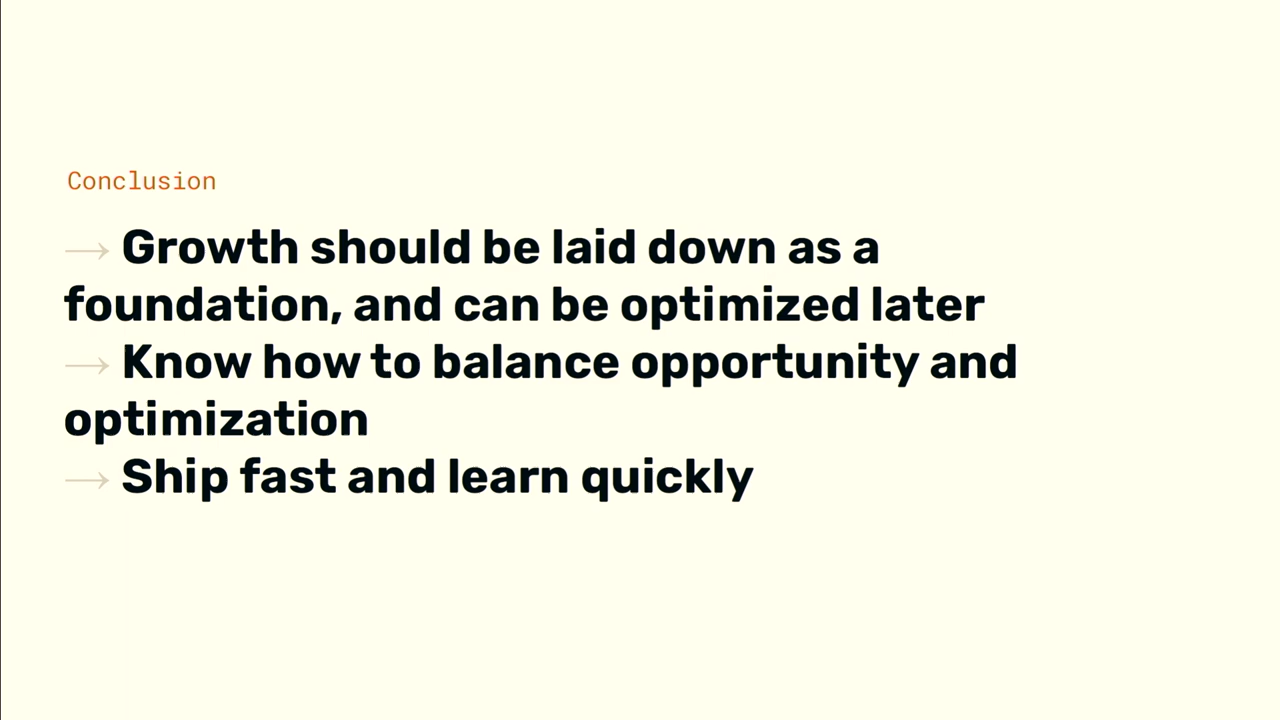 Conclusion
→ Growth should be laid down as a
foundation, and can be optimized later
→ Know how to balance opportunity and
optimization
→ Ship fast and learn quickly